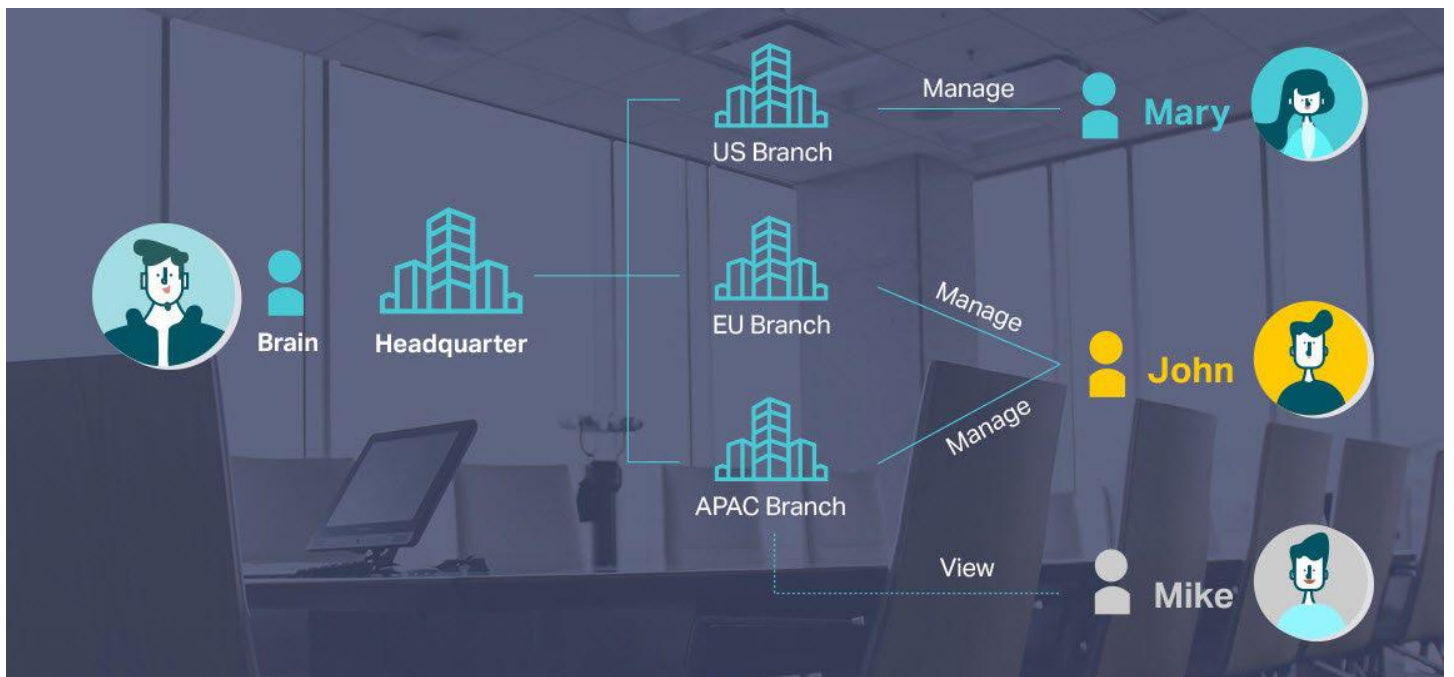 Manage
Mary
US Branch
Brain
Headquarter
EU Branch
Manage
John
Manage
APAC Branch
View
Mike